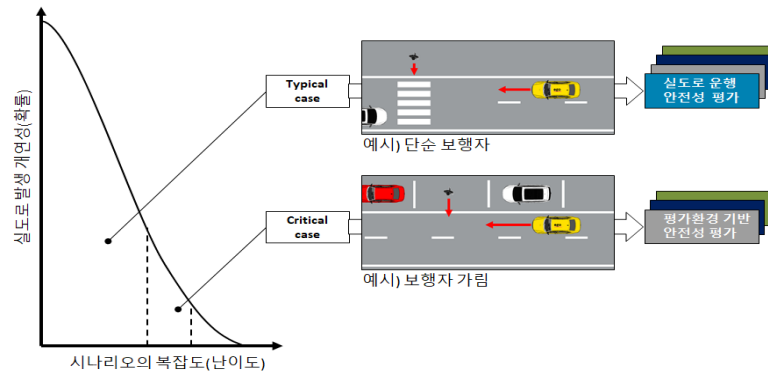 실도로 발생 개연성(확률)
시나리오의 복잡도(난이도)
Typical
case
예시) 단순 보행자
실도로 운행
안전성 평가
Critical
case
예시) 보행자 가림
평가환경 기반
안전성 평가